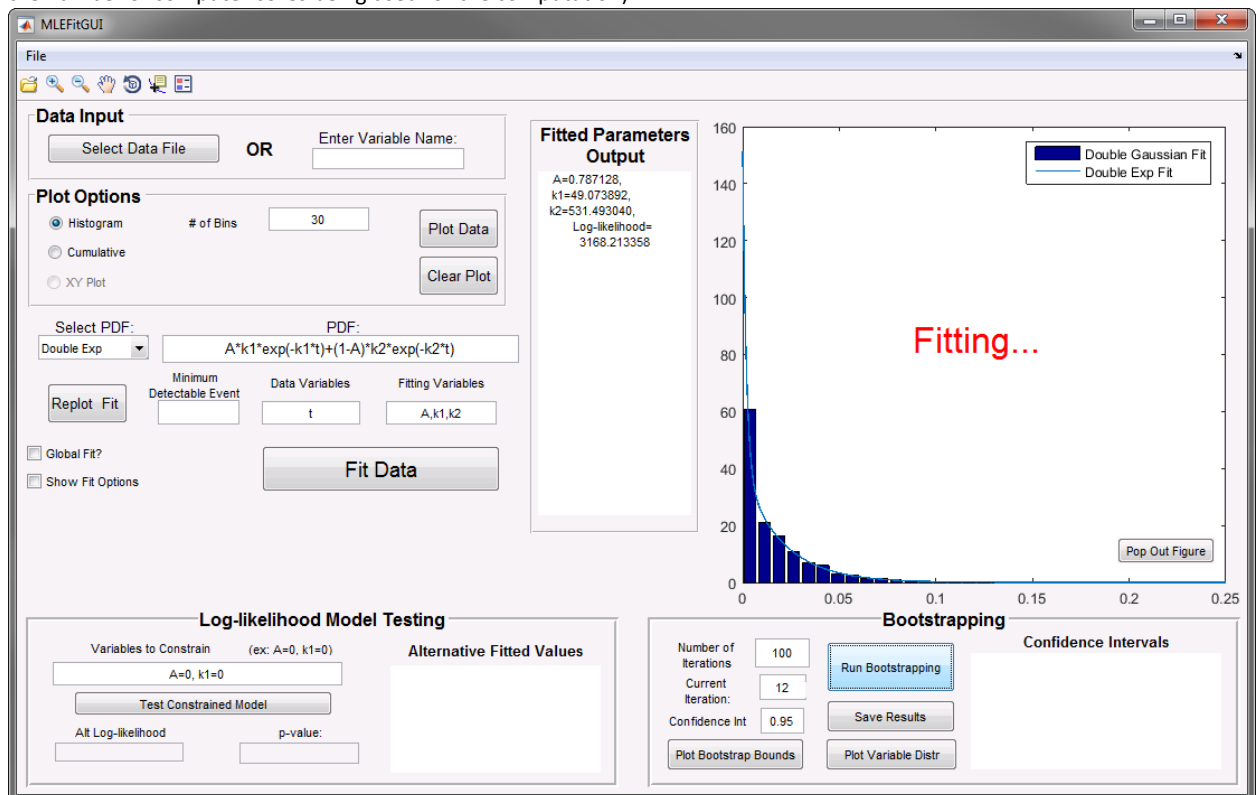 MLEFitGUI
File
Data Input
Select Data File
OR
Enter Variable Name:
Plot Options
Histogram
# of Bins
30
Plot Data
Cumulative
XY Plot
Clear Plot
Select PDF:
PDF:
Double Exp
A*k1*exp(-k1*t)+(1-A)*k2*exp(-k2*t)
Replot Fit
Minimum
Detectable Event
Data Variables
t
Fitting Variables
A,k1,k2
Global Fit?
Show Fit Options
Fit Data
Fitted Parameters
Output
A=0.787128,
k1=49.073892,
k2=531.493040,
Log-likelihood=
3168.213358
160
140
120
100
80
60
40
20
0
0
0.05
0.1
0.15
0.2
0.25
Double Gaussian Fit
Double Exp Fit
Fitting...
Pop Out Figure
Log-likelihood Model Testing
Variables to Constrain
(ex: A=0, k1=0)
A=0, k1=0
Test Constrained Model
Alt Log-likelihood
p-value:
Alternative Fitted Values
Bootstrapping
Number of
Iterations
100
Current
Iteration:
12
Confidence Int
0.95
Run Bootstrapping
Save Results
Plot Bootstrap Bounds
Plot Variable Distr
Confidence Intervals